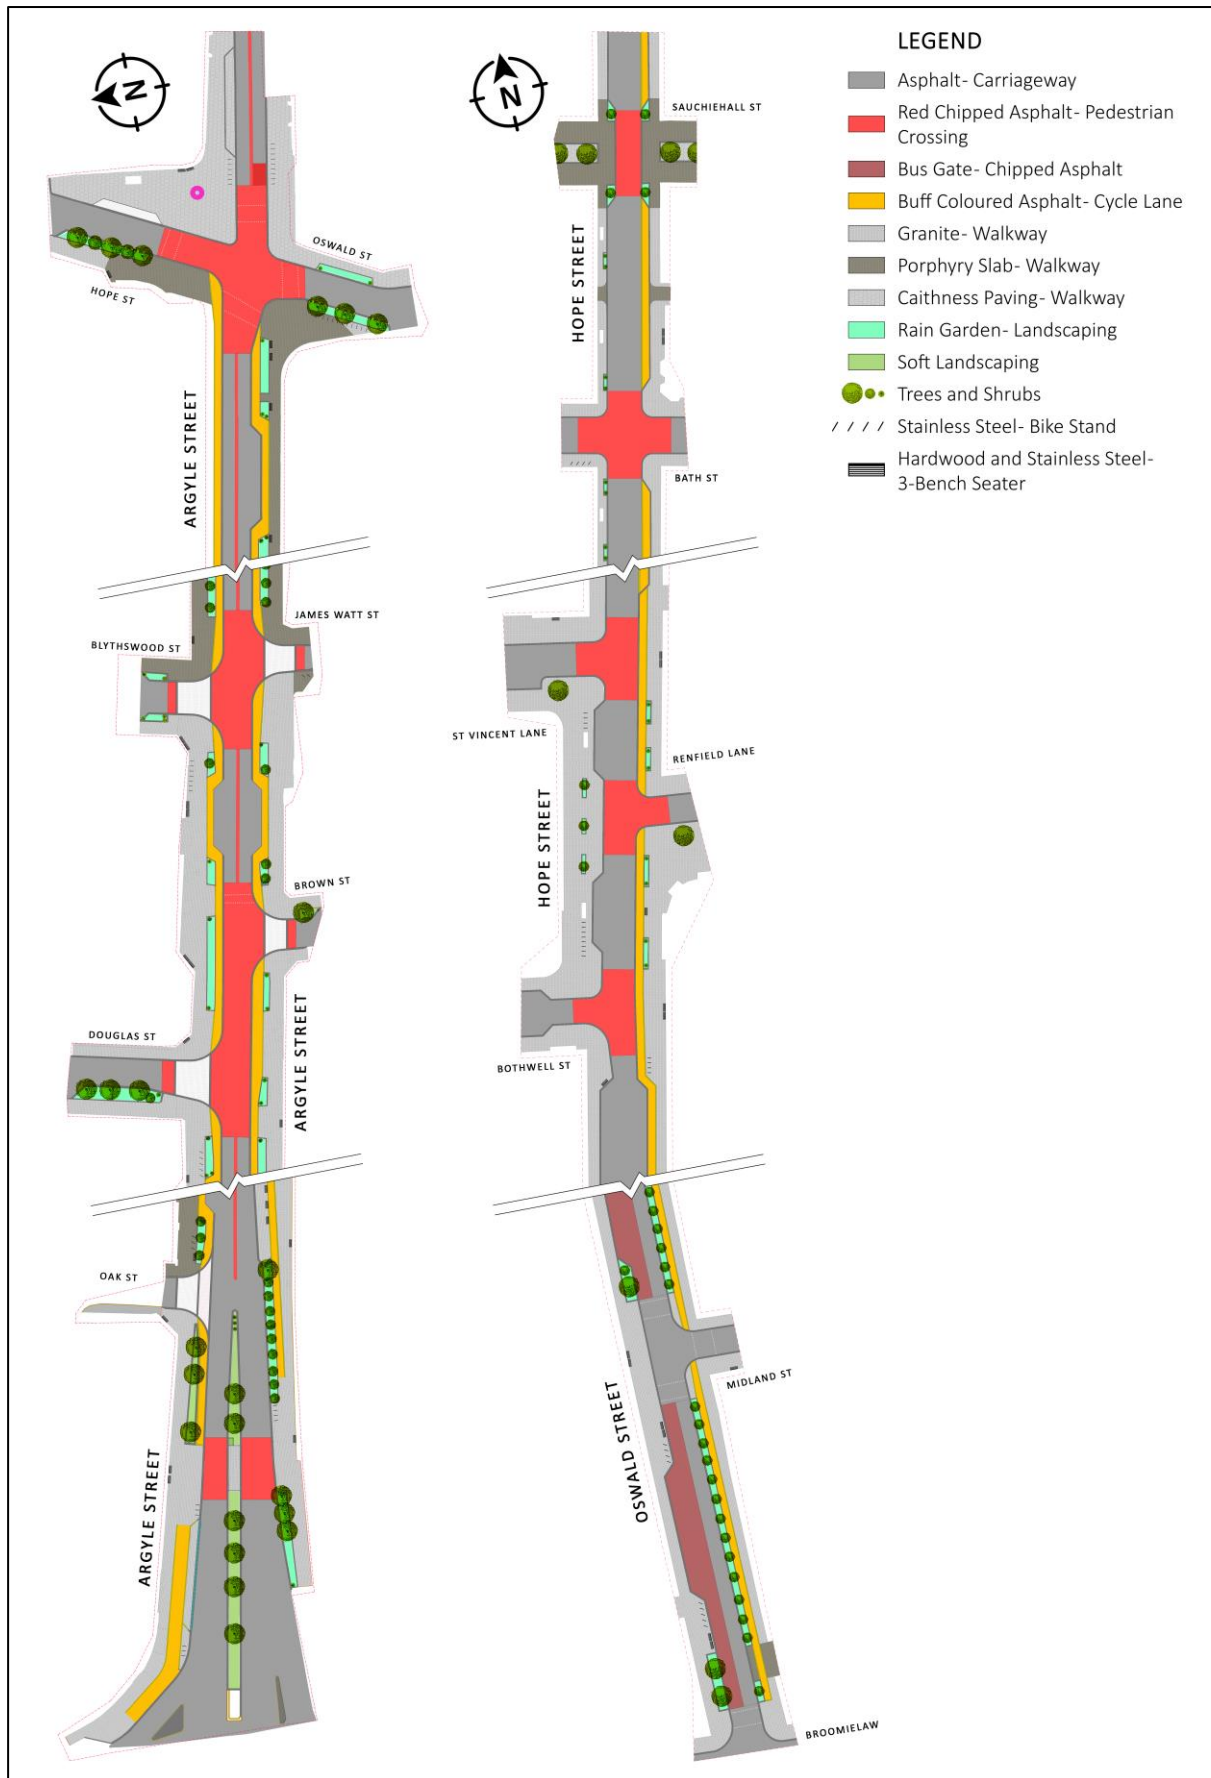 LEGEND
Asphalt- Carriageway
Red Chipped Asphalt- Pedestrian
Crossing
Bus Gate- Chipped Asphalt
Buff Coloured Asphalt- Cycle Lane
Granite- Walkway
Porphyry Slab- Walkway
Caithness Paving- Walkway
Rain Garden- Landscaping
Soft Landscaping
Trees and Shrubs
Stainless Steel- Bike Stand
Hardwood and Stainless Steel-
3-Bench Seater
N
OSWALD ST
HOPE ST
ARGYLE STREET
JAMES WATT ST
BLYTHSWOOD ST
BROWN ST
DOUGLAS ST
ARGYLE STREET
OAK ST
ARGYLE STREET
N
SAUCHIEHALL ST
HOPE STREET
BATH ST
ST VINCENT LANE
RENFIELD LANE
HOPE STREET
BOTHWELL ST
MIDLAND ST
OSWALD STREET
BROOMIELAW